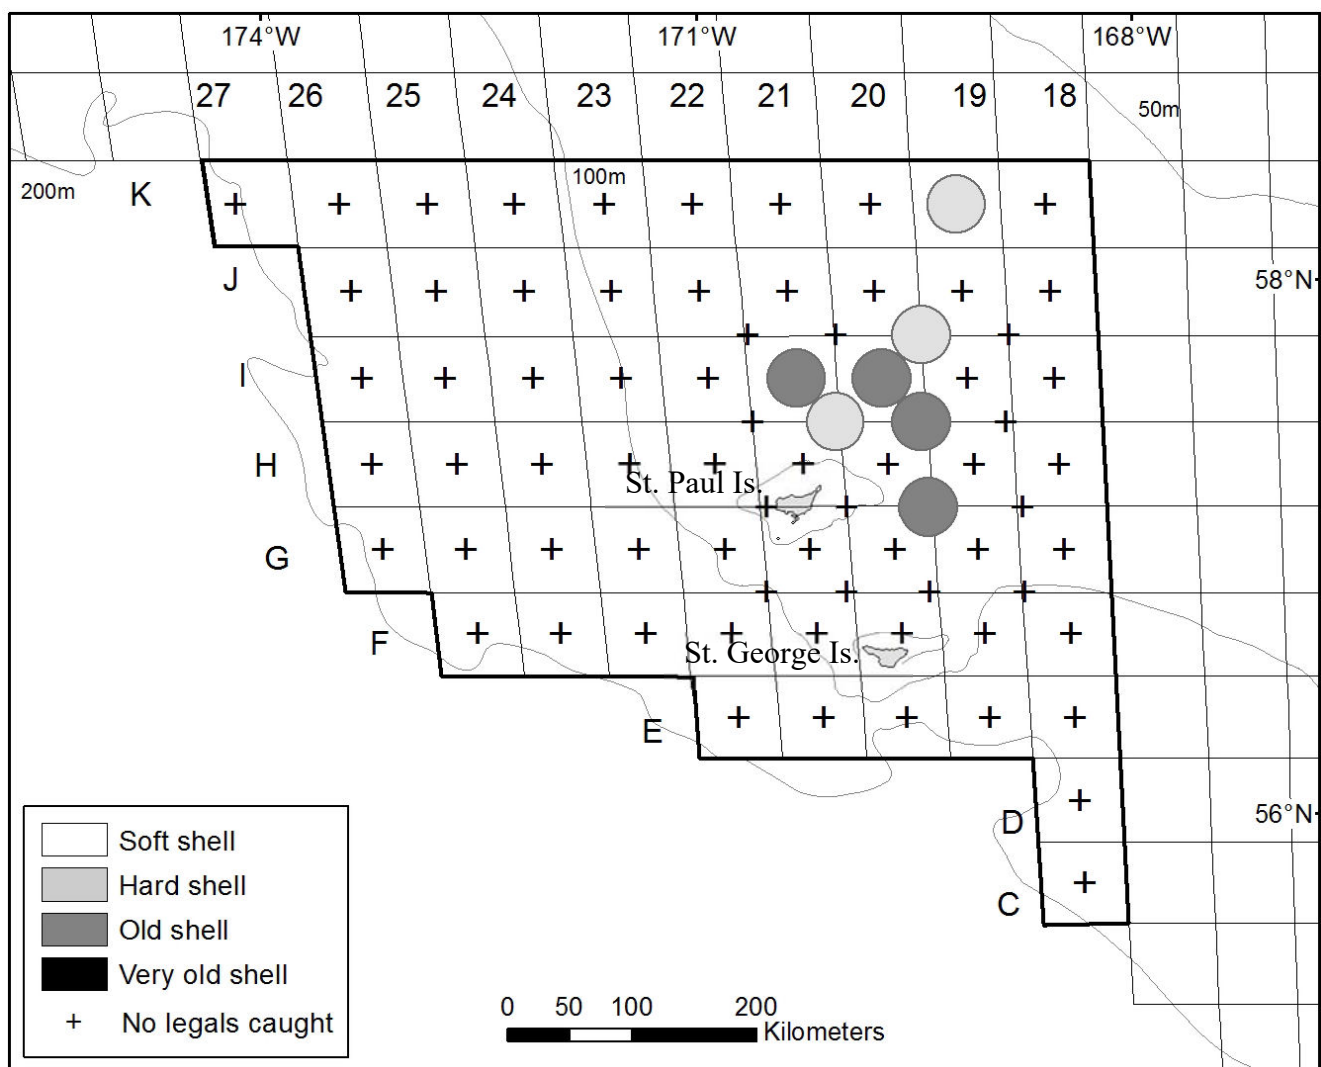 174°W 171°W 168°W
27 26 25 24 23 22 21 20 19 18
50m
100m
200m
K
J
58°N
I
H
St. Paul Is.
G
F
St. George Is.
E
56°N
D
C
Soft shell
Hard shell
Old shell
Very old shell
+ No legals caught
0 50 100 200
Kilometers